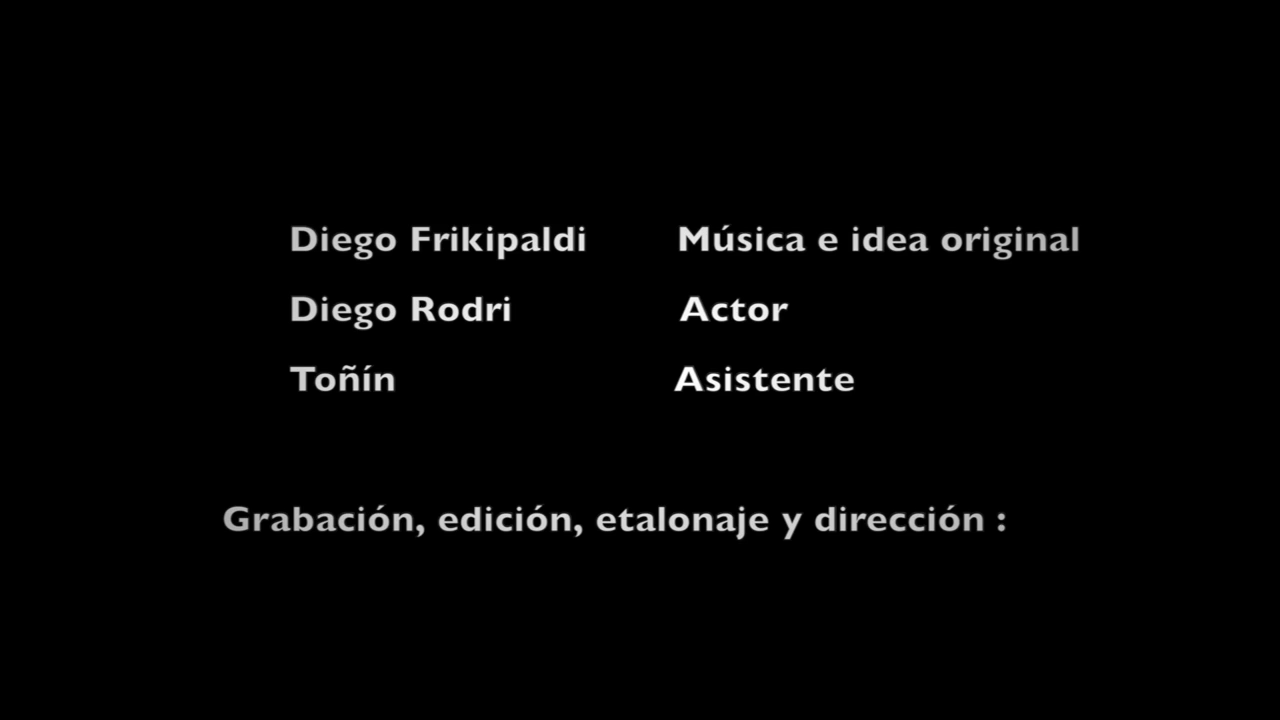 Diego Frikipaldi Música e idea original
Diego Rodri Actor
Toñín Asistente
Grabación, edición, etalonaje y dirección :